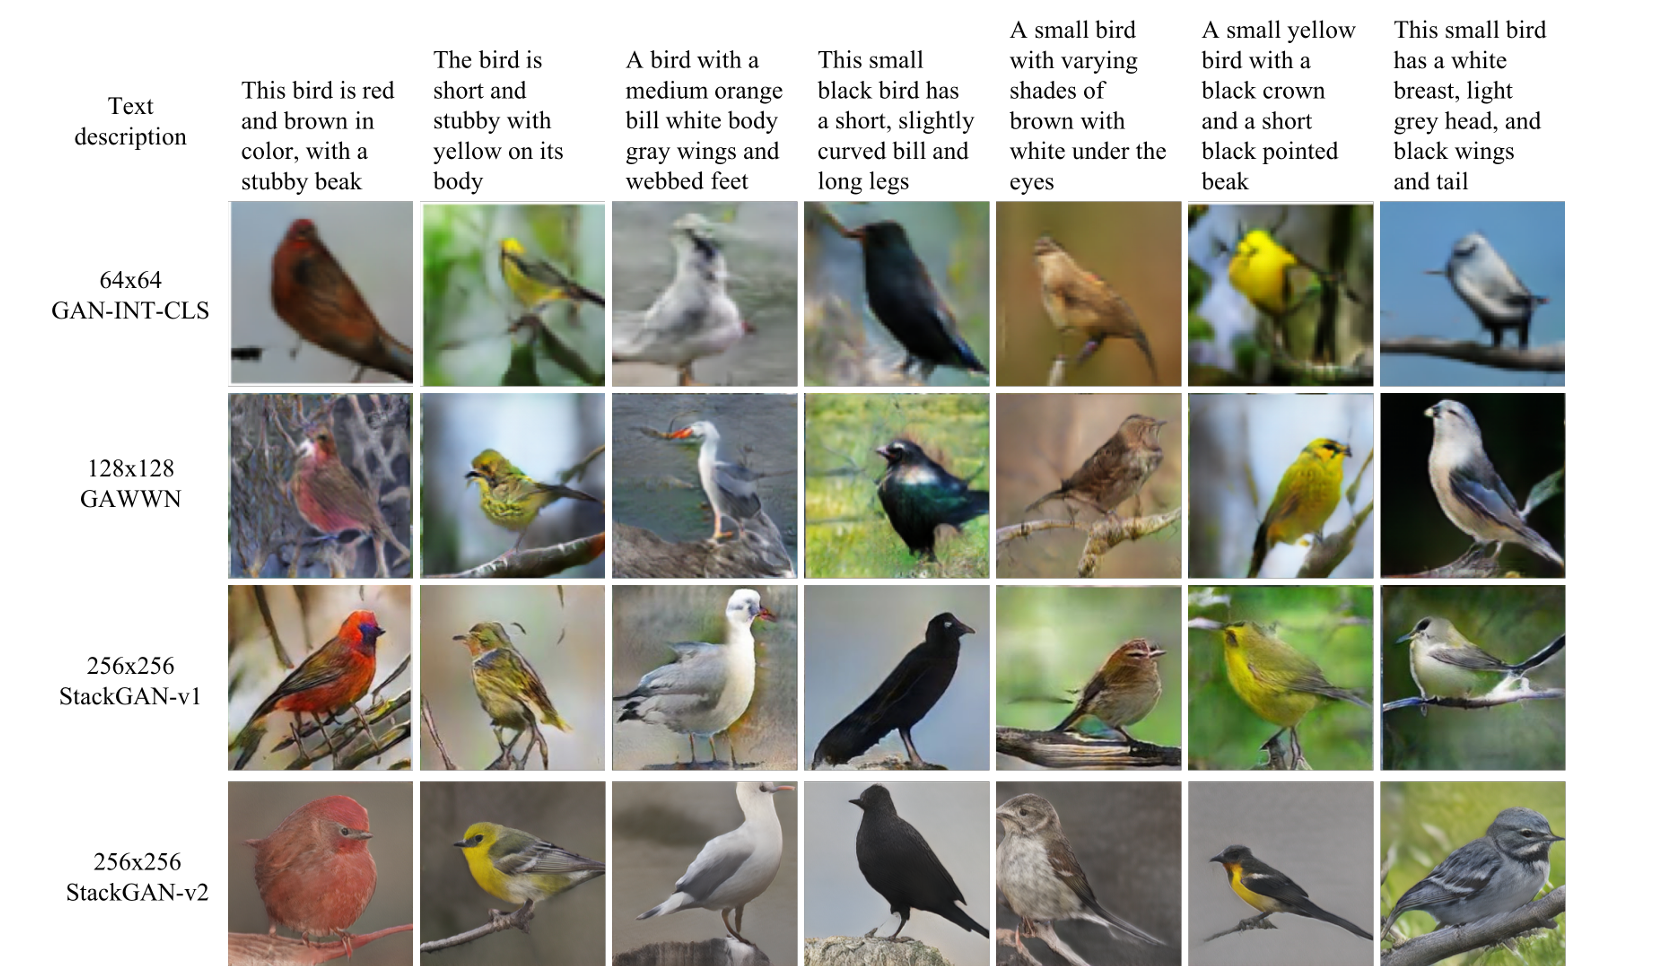 Text
description
This bird is red
and brown in
color, with a
stubby beak
The bird is
short and
stubby with
yellow on its
body
A bird with a
medium orange
bill white body
gray wings and
webbed feet
This small
black bird has
a short, slightly
curved bill and
long legs
A small bird
with varying
shades of
brown with
white under the
eyes
A small yellow
bird with a
black crown
and a short
black pointed
beak
This small bird
has a white
breast, light
grey head, and
black wings
and tail
64x64
GAN-INT-CLS
128x128
GAWWN
256x256
StackGAN-v1
256x256
StackGAN-v2